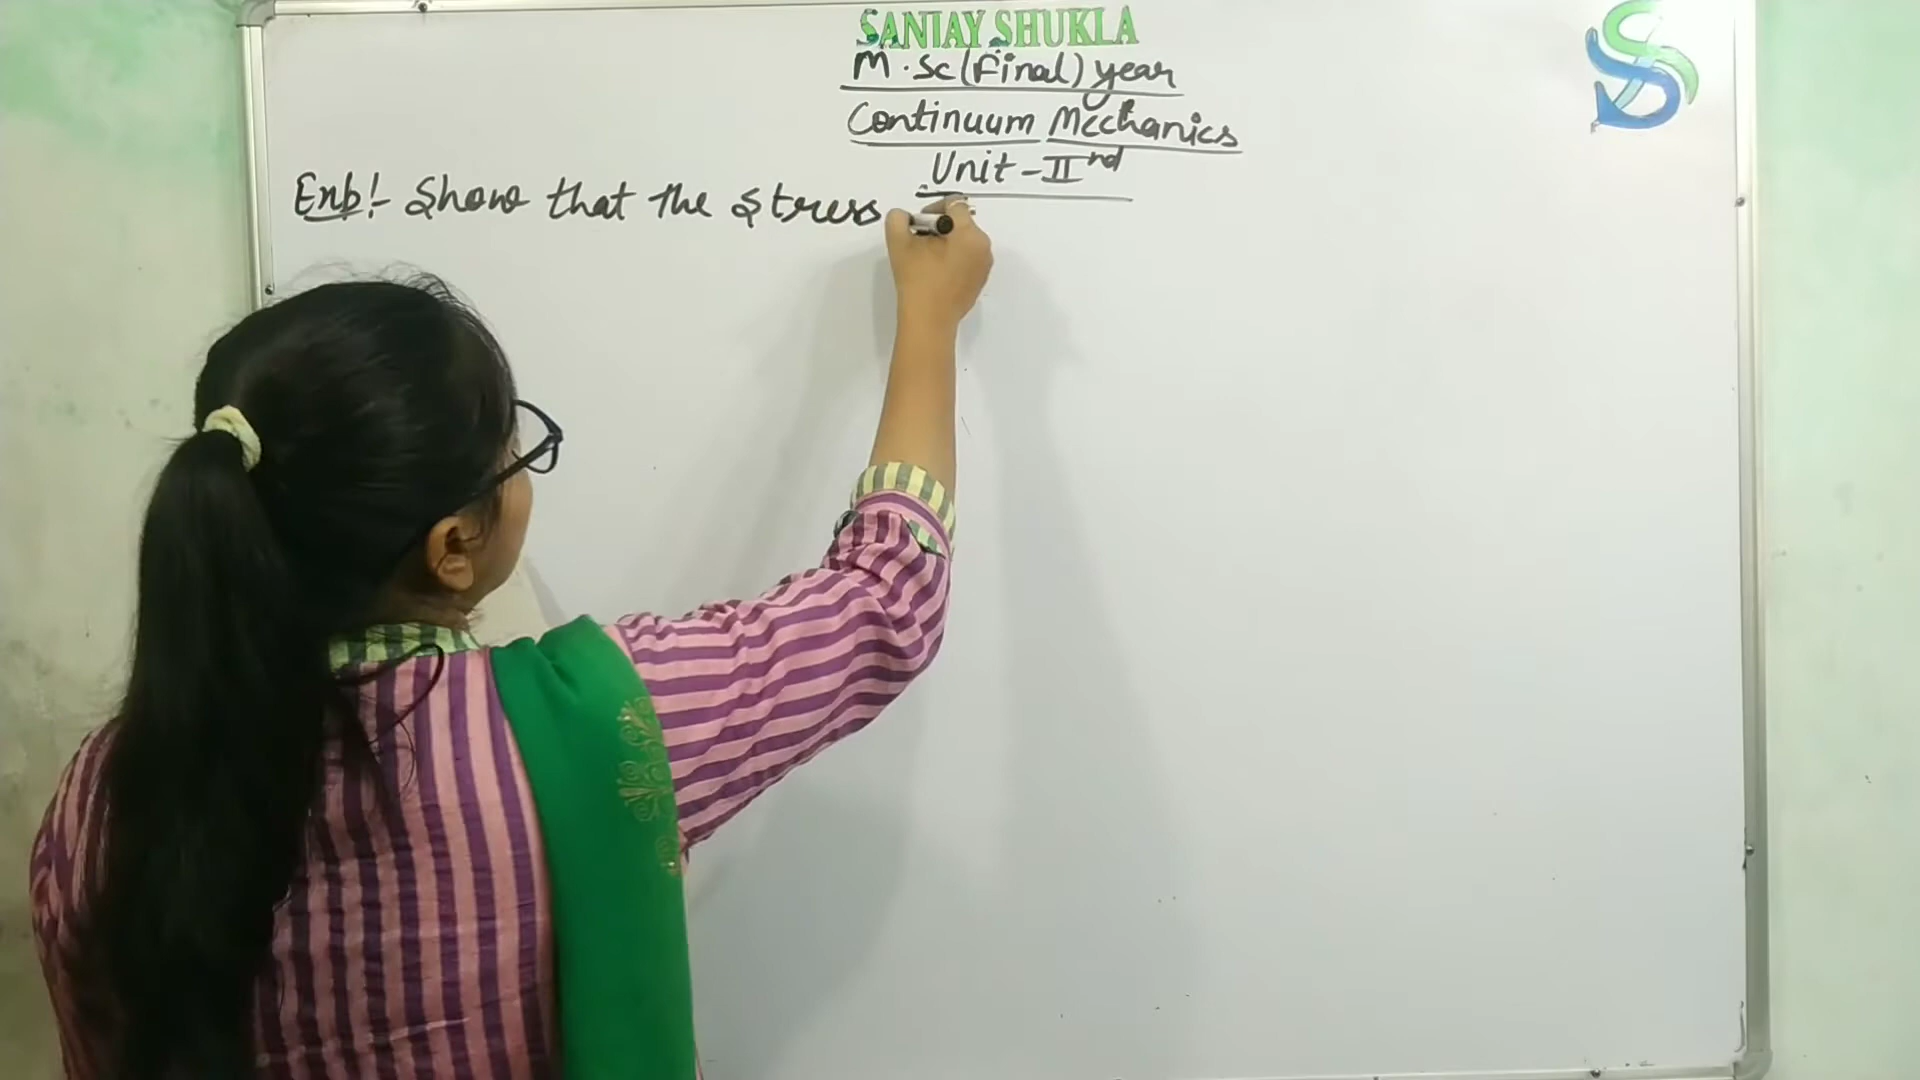 SANJAY SHUKLA
M.Sc (Final) year
Continuum Mechanics
Unit-IInd
Exb!- Show that the stress